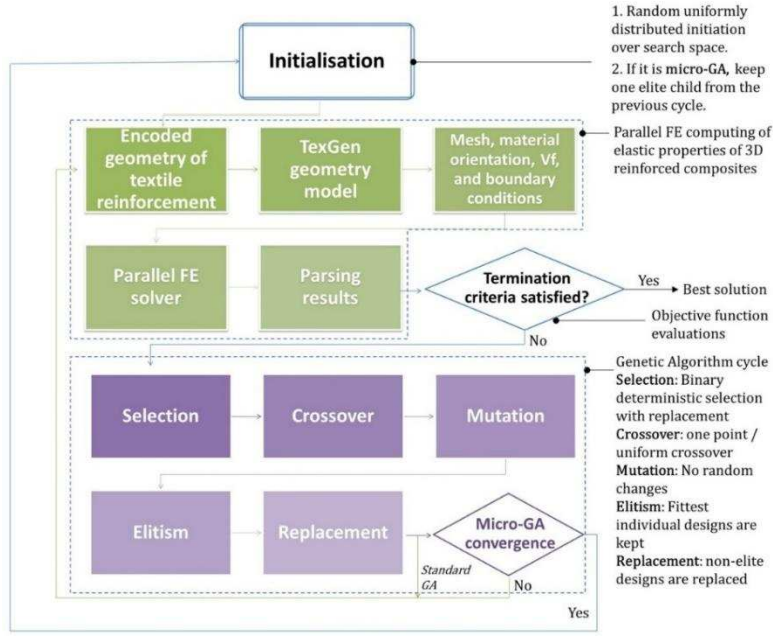 Initialisation
1. Random uniformly
distributed initiation
over search space.
2. If it is micro-GA, keep
one elite child from the
previous cycle.
Encoded
geometry of
textile
reinforcement
TexGen
geometry
model
Mesh, material
orientation, Vf,
and boundary
conditions
Parallel FE computing of
elastic properties of 3D
reinforced composites
Parallel FE
solver
Parsing
results
Termination
criteria satisfied?
Yes
Best solution
Objective function
evaluations
No
Selection
Crossover
Mutation
Genetic Algorithm cycle
Selection: Binary
deterministic selection
with replacement
Crossover: one point /
uniform crossover
Mutation: No random
changes
Elitism: Fittest
individual designs are
kept
Replacement: non-elite
designs are replaced
Elitism
Replacement
Micro-GA
convergence
Standard
GA
No
Yes